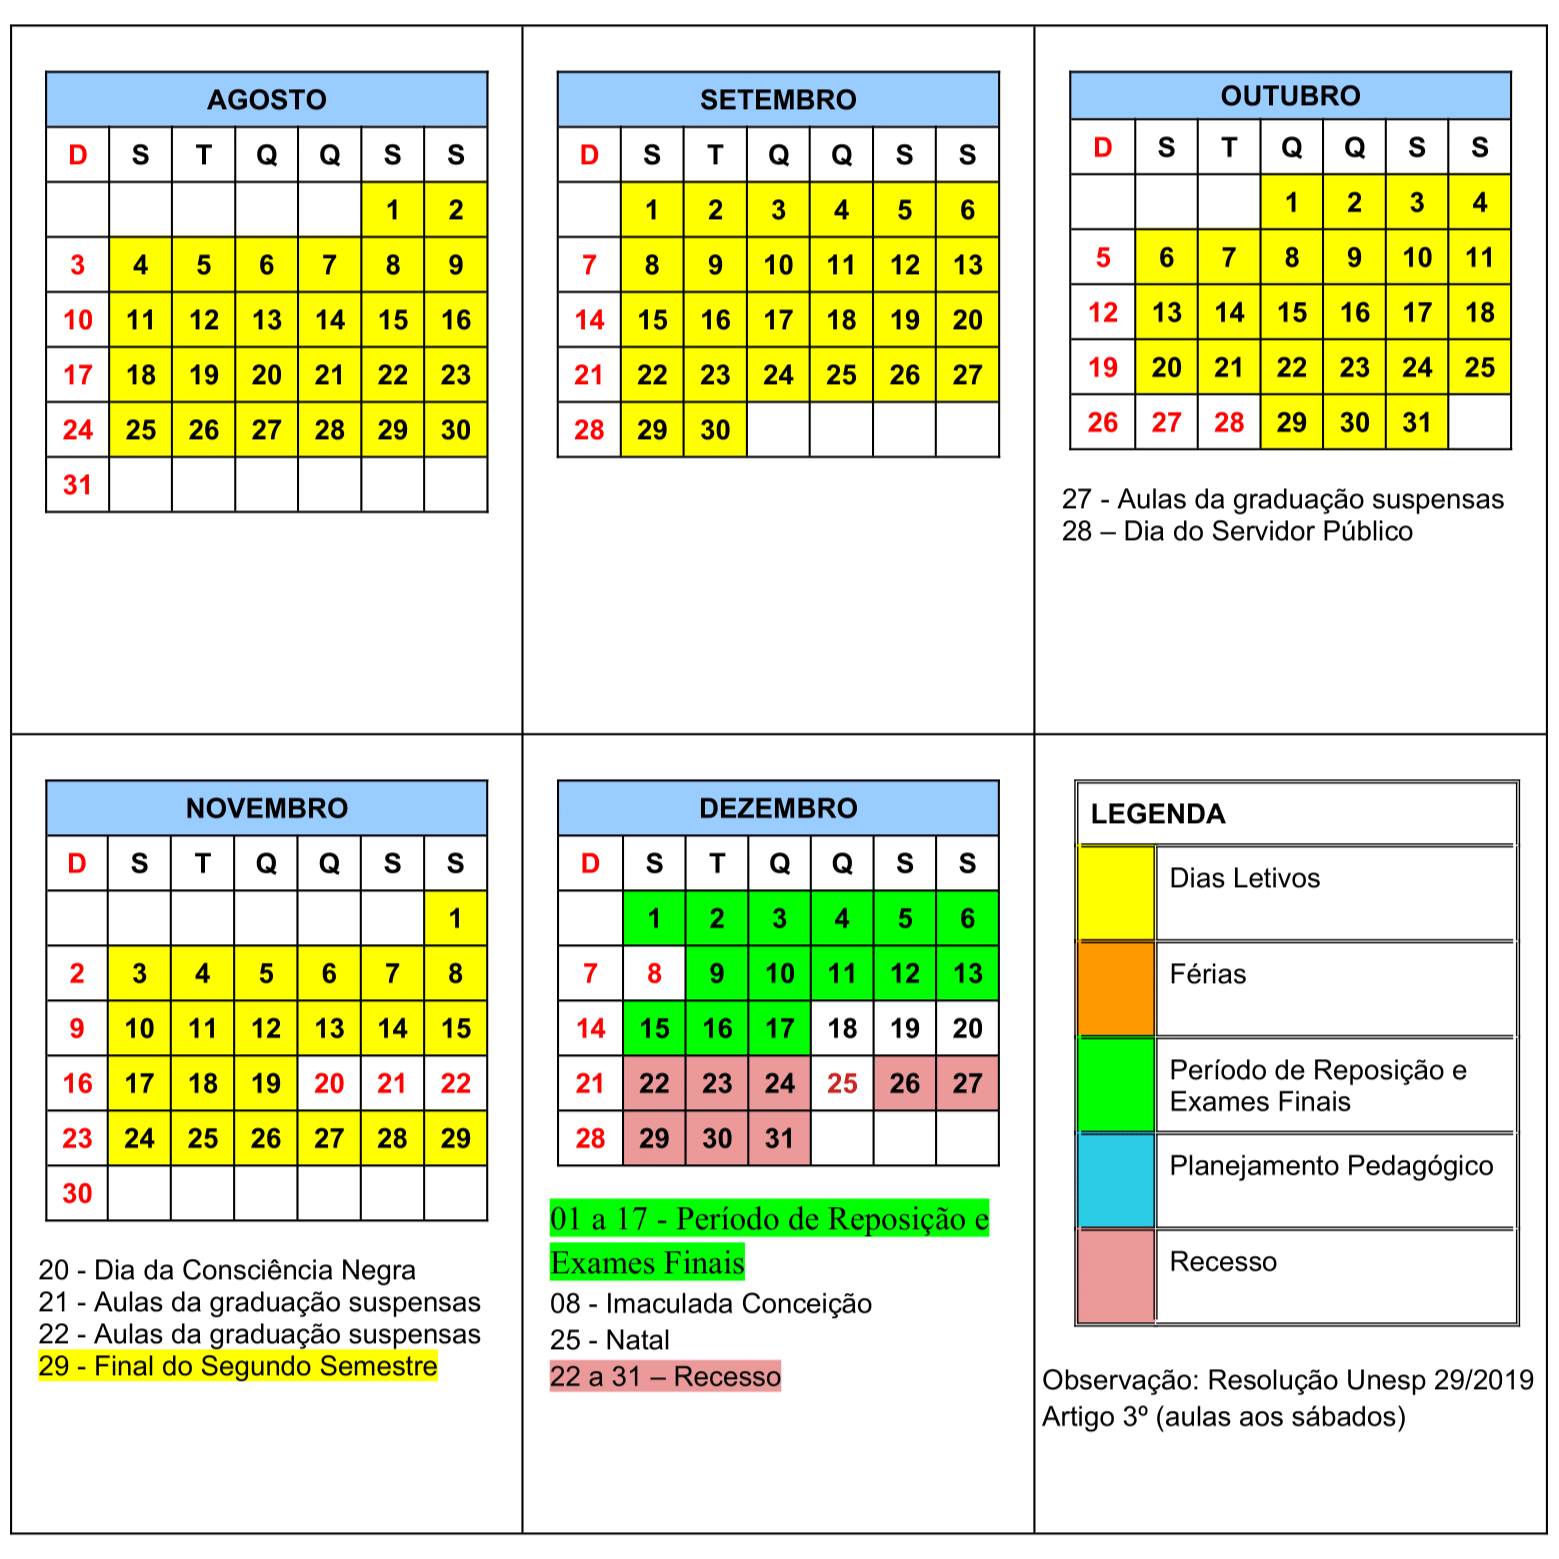 AGOSTO
D S T Q Q S S
1 2
3 4 5 6 7 8 9
10 11 12 13 14 15 16
17 18 19 20 21 22 23
24 25 26 27 28 29 30
31
SETEMBRO
D S T Q Q S S
1 2 3 4 5 6
7 8 9 10 11 12 13
14 15 16 17 18 19 20
21 22 23 24 25 26 27
28 29 30
OUTUBRO
D S T Q Q S S
1 2 3 4
5 6 7 8 9 10 11
12 13 14 15 16 17 18
19 20 21 22 23 24 25
26 27 28 29 30 31
27 - Aulas da graduação suspensas
28 – Dia do Servidor Público
NOVEMBRO
D S T Q Q S S
1
2 3 4 5 6 7 8
9 10 11 12 13 14 15
16 17 18 19 20 21 22
23 24 25 26 27 28 29
30
20 - Dia da Consciência Negra
21 - Aulas da graduação suspensas
22 - Aulas da graduação suspensas
29 - Final do Segundo Semestre
DEZEMBRO
D S T Q Q S S
1 2 3 4 5 6
7 8 9 10 11 12 13
14 15 16 17 18 19 20
21 22 23 24 25 26 27
28 29 30 31
01 a 17 - Período de Reposição e
Exames Finais
08 - Imaculada Conceição
25 - Natal
22 a 31 – Recesso
LEGENDA
Dias Letivos
Férias
Período de Reposição e
Exames Finais
Planejamento Pedagógico
Recesso
Observação: Resolução Unesp 29/2019
Artigo 3º (aulas aos sábados)